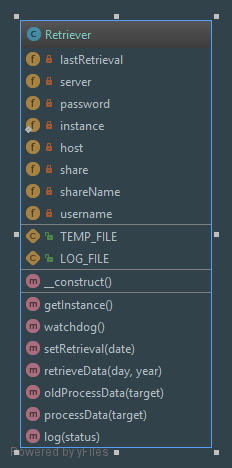 C Retriever
f lastRetrieval
f server
f password
f instance
f host
f share
f shareName
f username
C TEMP_FILE
C LOG_FILE
m __construct()
m getInstance()
m watchdog()
m setRetrieval(date)
m retrieveData(day, year)
m oldProcessData(target)
m processData(target)
m log(status)
Powered by yFiles